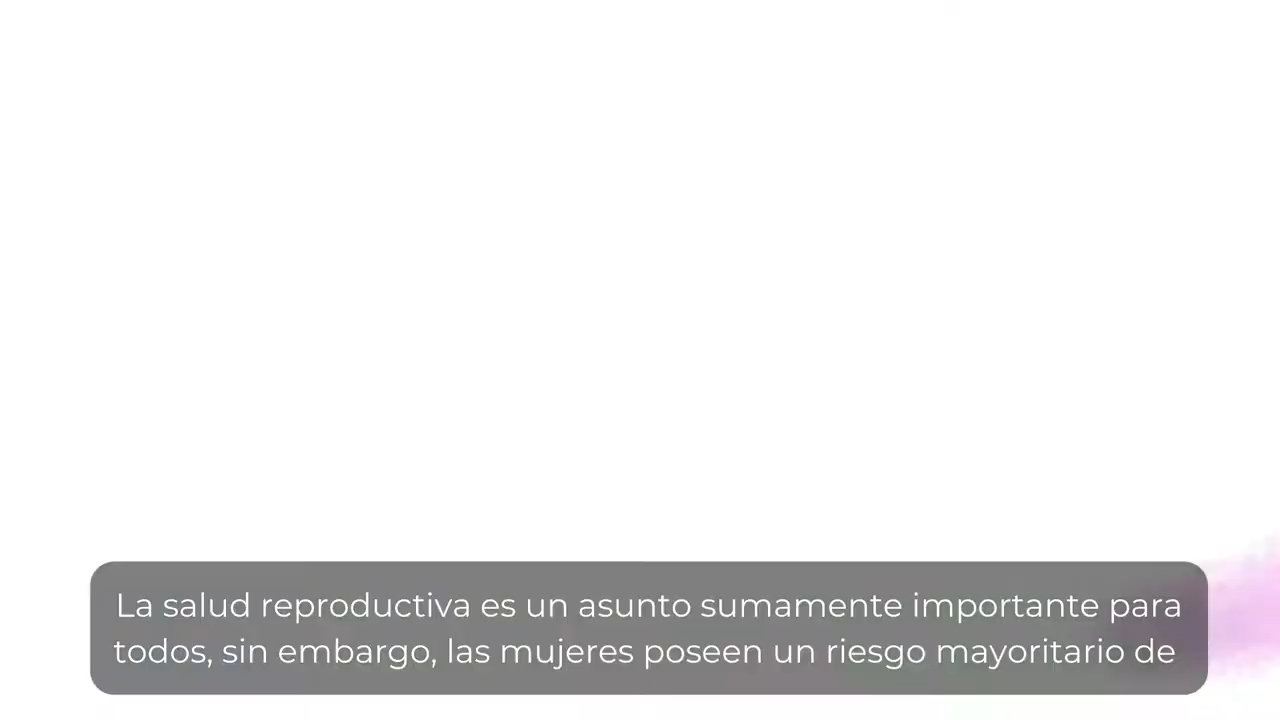 La salud reproductiva es un asunto sumamente importante para
todos, sin embargo, las mujeres poseen un riesgo mayoritario de